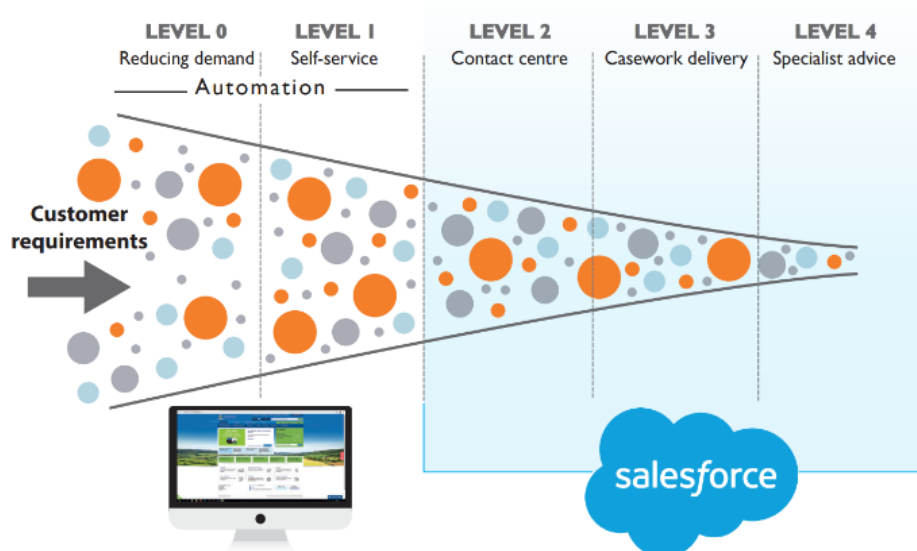 LEVEL 0
Reducing demand
LEVEL 1
Self-service
LEVEL 2
Contact centre
LEVEL 3
Casework delivery
LEVEL 4
Specialist advice
Automation
Customer
requirements
salesforce